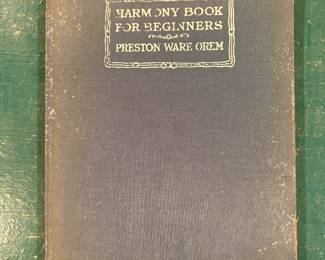 HARMONY BOOK
FOR BEGINNERS
PRESTON WARE OREM